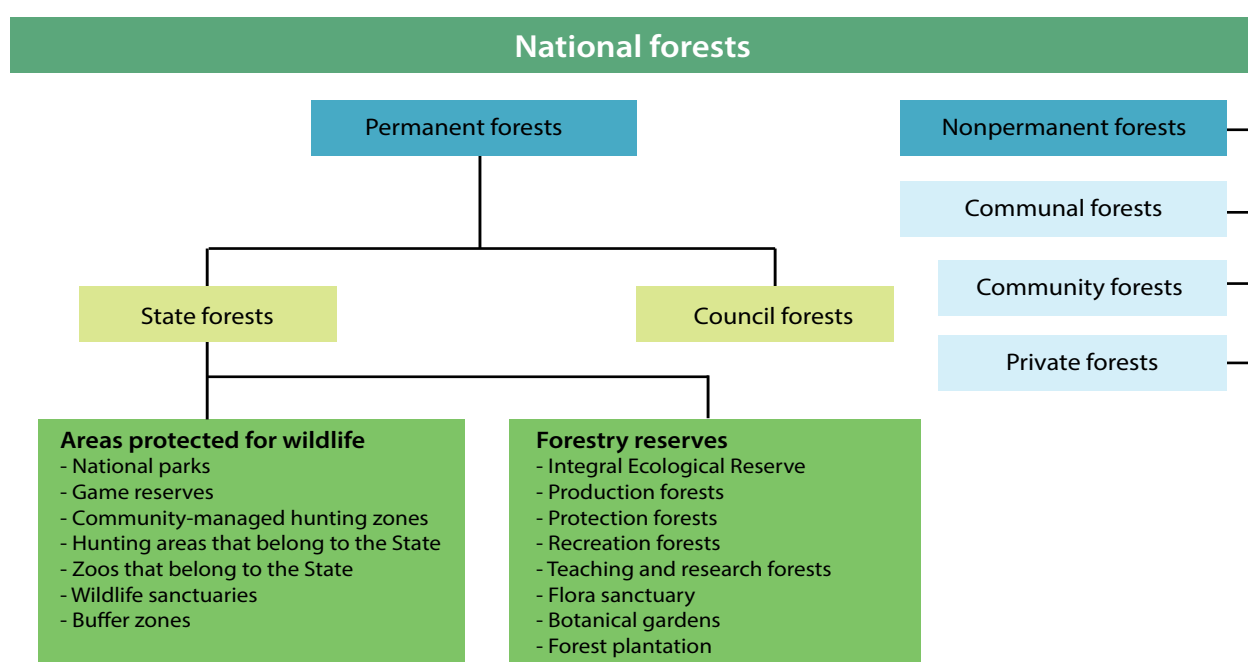 National forests
Permanent forests
Nonpermanent forests
Communal forests
Community forests
Private forests
State forests
Council forests
Areas protected for wildlife
- National parks
- Game reserves
- Community-managed hunting zones
- Hunting areas that belong to the State
- Zoos that belong to the State
- Wildlife sanctuaries
- Buffer zones
Forestry reserves
- Integral Ecological Reserve
- Production forests
- Protection forests
- Recreation forests
- Teaching and research forests
- Flora sanctuary
- Botanical gardens
- Forest plantation